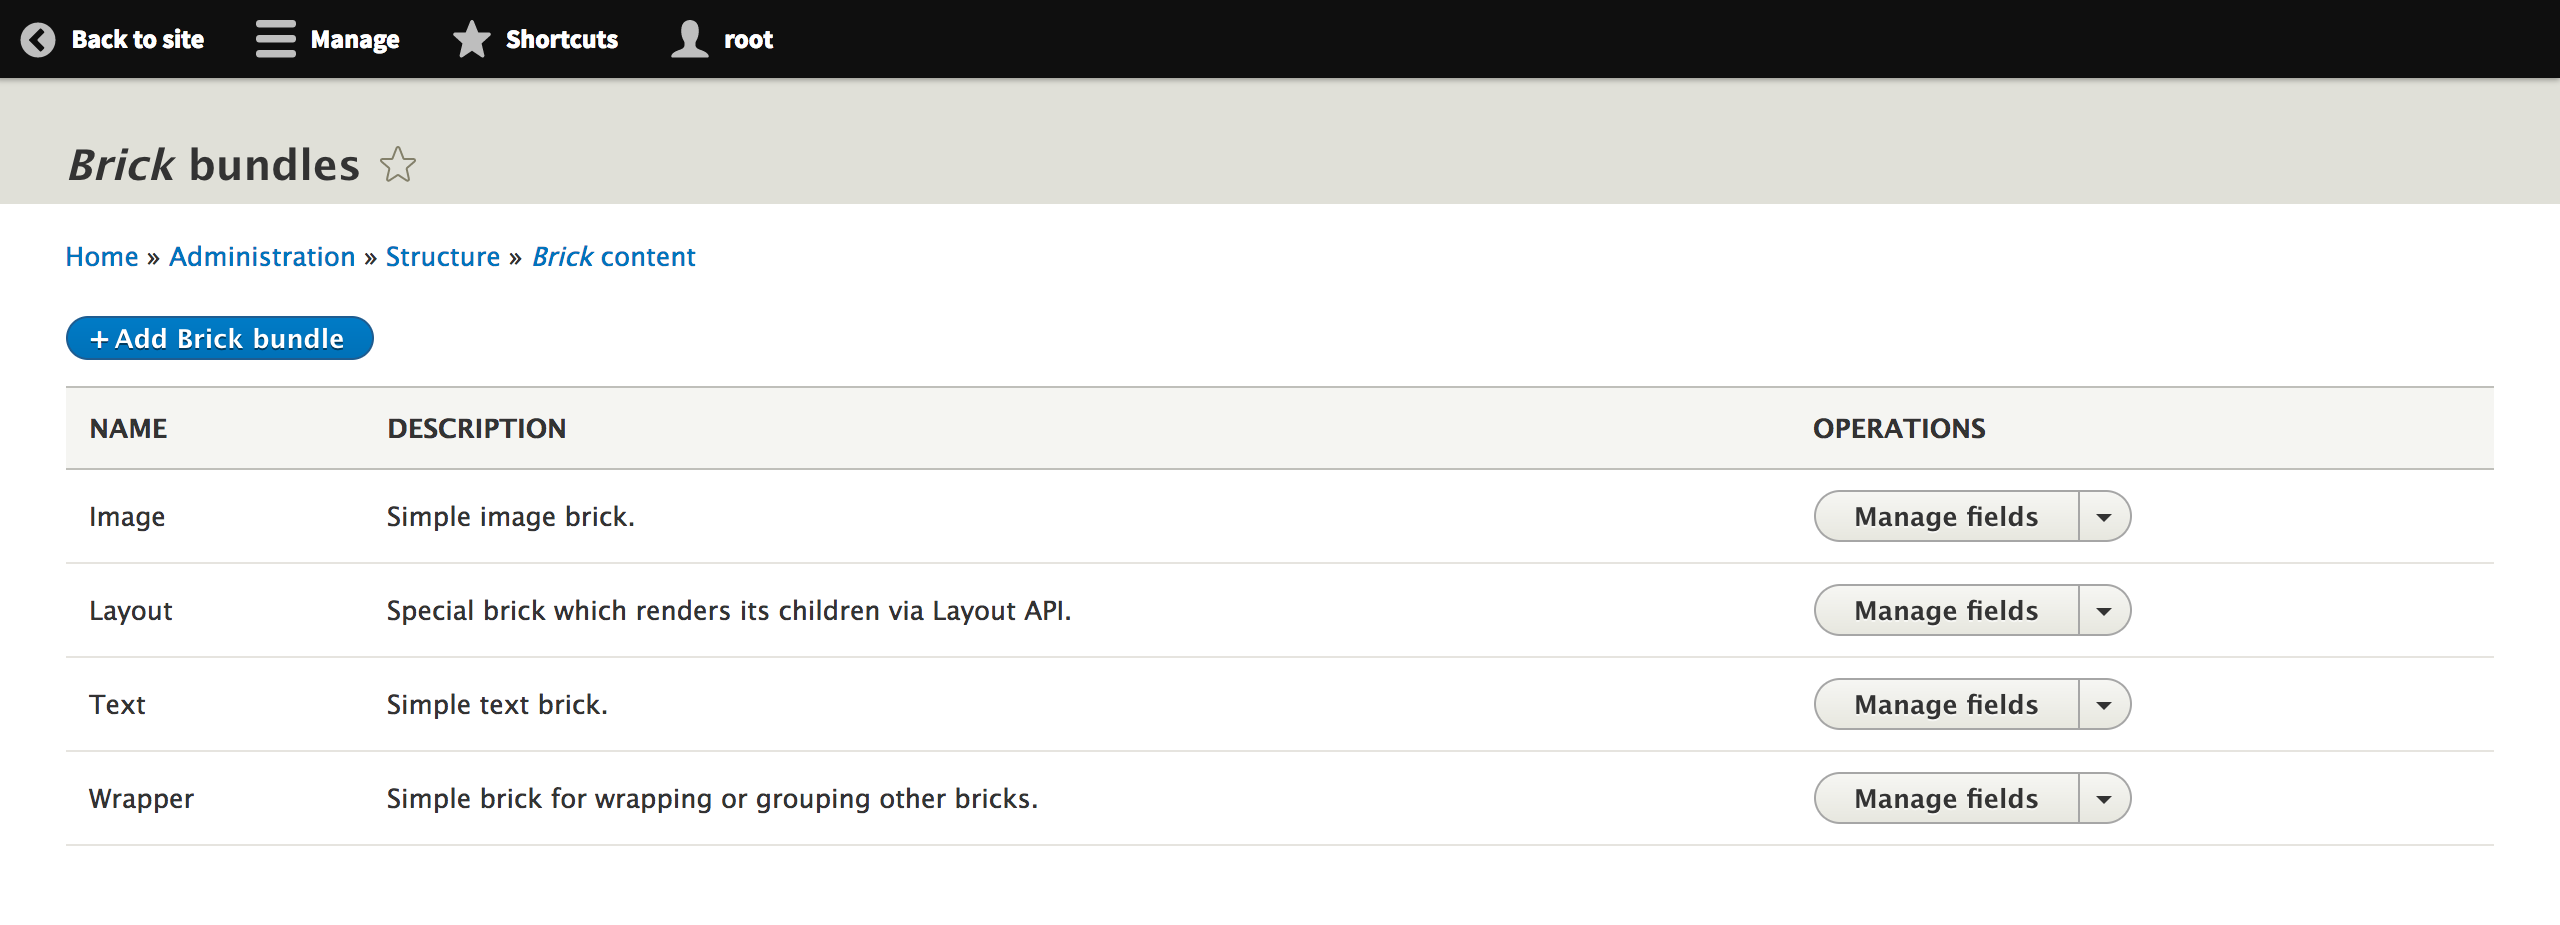 Back to site Manage Shortcuts root
Brick bundles
Home » Administration » Structure » Brick content
+ Add Brick bundle
NAME DESCRIPTION OPERATIONS
Image Simple image brick. Manage fields
Layout Special brick which renders its children via Layout API. Manage fields
Text Simple text brick. Manage fields
Wrapper Simple brick for wrapping or grouping other bricks. Manage fields